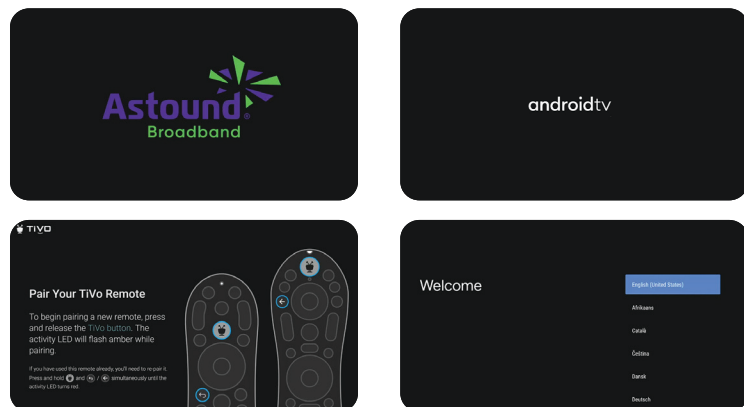 Astound®
Broadband
androidtv
TiVo
Pair Your TiVo Remote
To begin pairing a new remote, press
and release the TiVo button. The
activity LED will flash amber while
pairing.
If you have used this remote already, you'll need to re-pair it.
Press and hold and / simultaneously until the
activity LED turns red.
Welcome
English (United States)
Afrikaans
Català
Čeština
Dansk
Deutsch